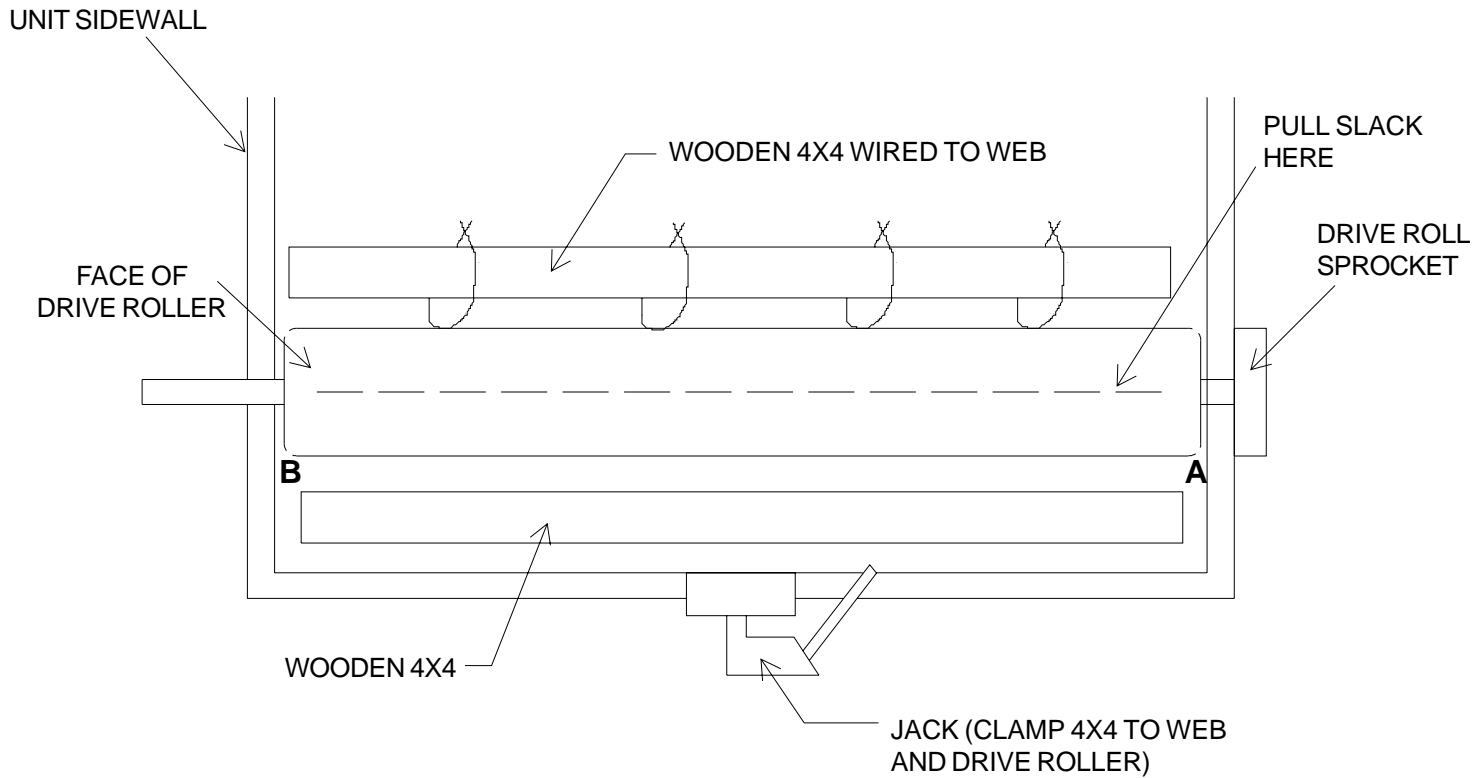 UNIT SIDEWALL
WOODEN 4X4 WIRED TO WEB
PULL SLACK
HERE
DRIVE ROLL
SPROCKET
FACE OF
DRIVE ROLLER
B
A
WOODEN 4X4
JACK (CLAMP 4X4 TO WEB
AND DRIVE ROLLER)